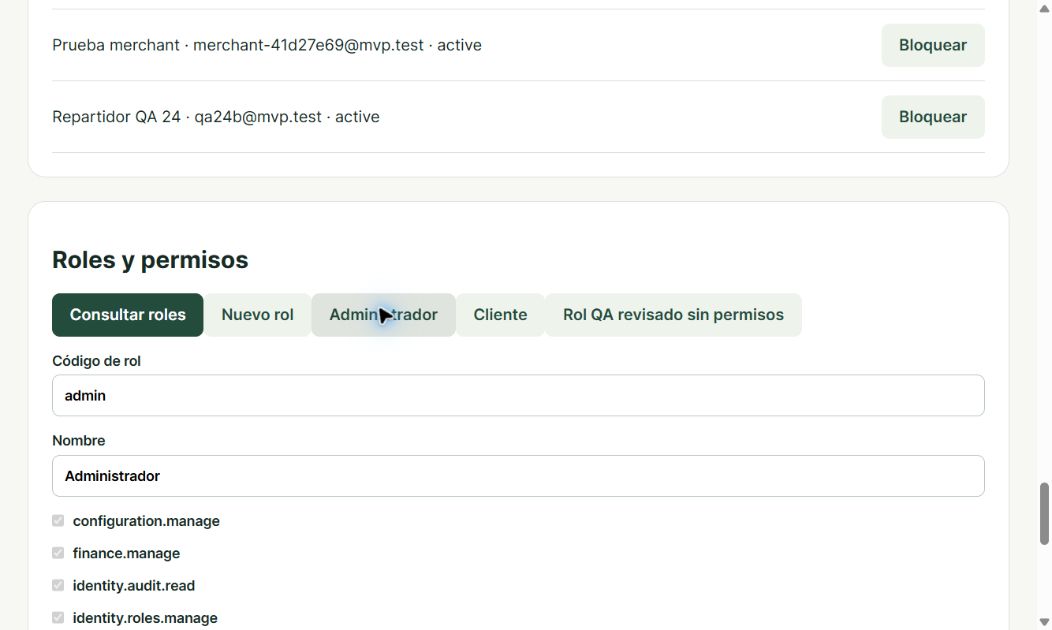 Prueba merchant · merchant-41d27e69@mvp.test · active
Bloquear
Repartidor QA 24 · qa24b@mvp.test · active
Bloquear
Roles y permisos
Consultar roles
Nuevo rol
Administrador
Cliente
Rol QA revisado sin permisos
Código de rol
admin
Nombre
Administrador
configuration.manage
finance.manage
identity.audit.read
identity.roles.manage